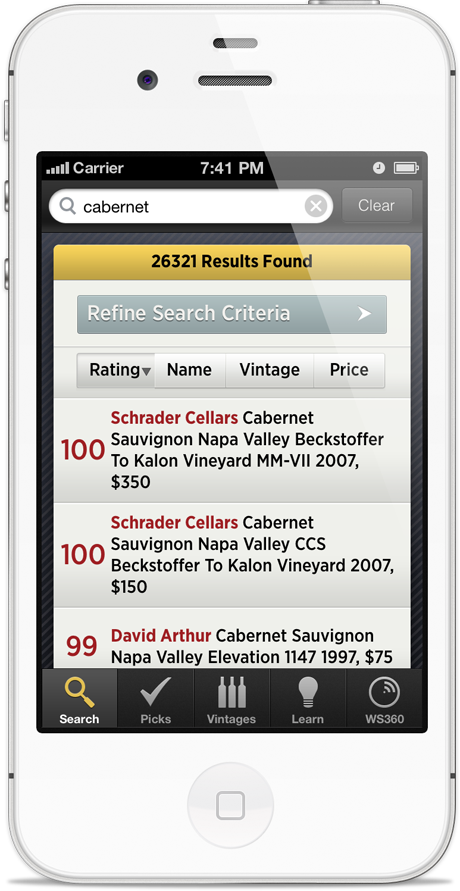 Carrier 7:41 PM
cabernet Clear
26321 Results Found
Refine Search Criteria
Rating Name Vintage Price
100
Schrader Cellars Cabernet
Sauvignon Napa Valley Beckstoffer
To Kalon Vineyard MM-VII 2007,
$350
100
Schrader Cellars Cabernet
Sauvignon Napa Valley CCS
Beckstoffer To Kalon Vineyard 2007,
$150
99
David Arthur Cabernet Sauvignon
Napa Valley Elevation 1147 1997, $75
Search Picks Vintages Learn WS360